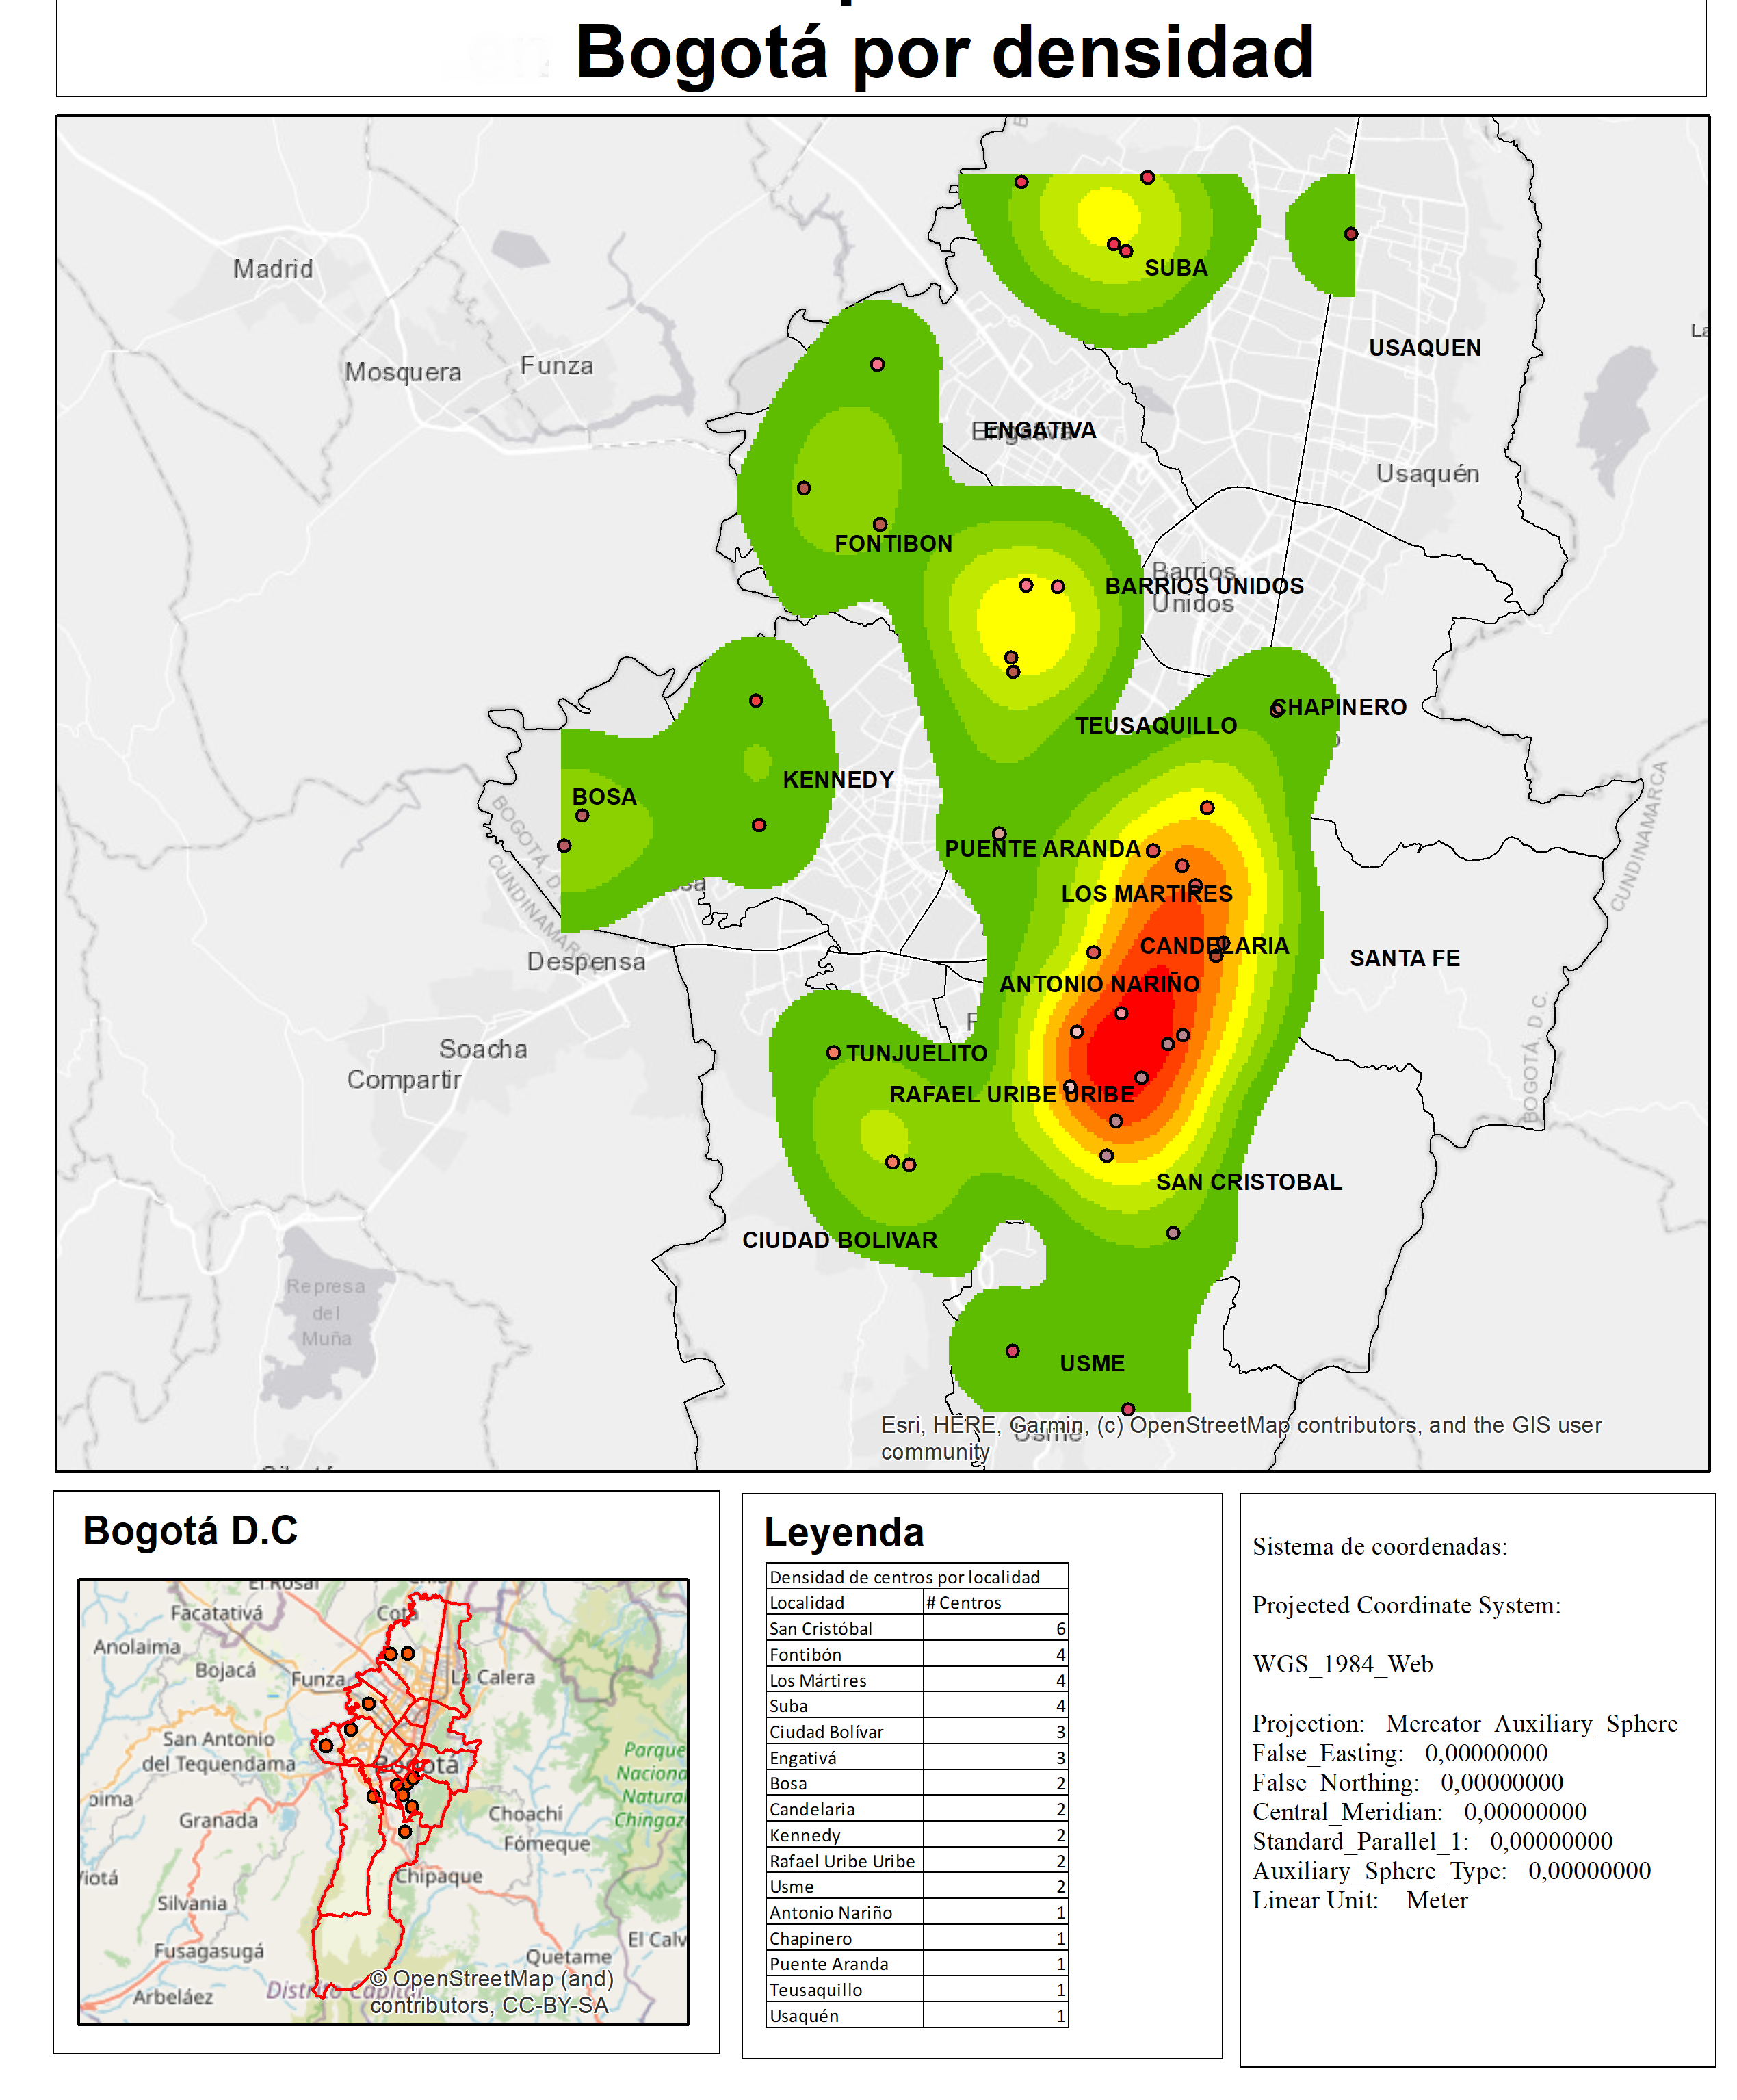 Bogotá por densidad
Madrid
Mosquera
Funza
SUBA
USAQUEN
ENGATIVA
Usaquén
FONTIBON
Barrios
BARRIOS UNIDOS
Unidos
CHAPINERO
TEUSAQUILLO
KENNEDY
BOSA
BOGOTÁ, D.
CUNDINAMARCA
CUNDINAMARCA
PUENTE ARANDA
LOS MARTIRES
CANDELARIA
SANTA FE
Despensa
ANTONIO NARIÑO
BOGOTÁ, D.C.
Soacha
TUNJUELITO
Compartir
RAFAEL URIBE URIBE
SAN CRISTOBAL
CIUDAD BOLIVAR
Represa
del
Muña
USME
Usme
Esri, HERE, Garmin, (c) OpenStreetMap contributors, and the GIS user
community
Bogotá D.C
El Rosal
Facatativá
Cota
Anolaima
Bojacá
Funza
La Calera
San Antonio
del Tequendama
Bogotá
Parque
Naciona
Natura
Chingaz
Granada
Choachí
Fómeque
Chipaque
Silvania
Fusagasugá
Quetame
El Calv
Arbeláez
Distrito Capital
© OpenStreetMap (and)
contributors, CC-BY-SA
Leyenda
Densidad de centros por localidad
Localidad # Centros
San Cristóbal 6
Fontibón 4
Los Mártires 4
Suba 4
Ciudad Bolívar 3
Engativá 3
Bosa 2
Candelaria 2
Kennedy 2
Rafael Uribe Uribe 2
Usme 2
Antonio Nariño 1
Chapinero 1
Puente Aranda 1
Teusaquillo 1
Usaquén 1
Sistema de coordenadas:
Projected Coordinate System:
WGS_1984_Web
Projection: Mercator_Auxiliary_Sphere
False_Easting: 0,00000000
False_Northing: 0,00000000
Central_Meridian: 0,00000000
Standard_Parallel_1: 0,00000000
Auxiliary_Sphere_Type: 0,00000000
Linear Unit: Meter